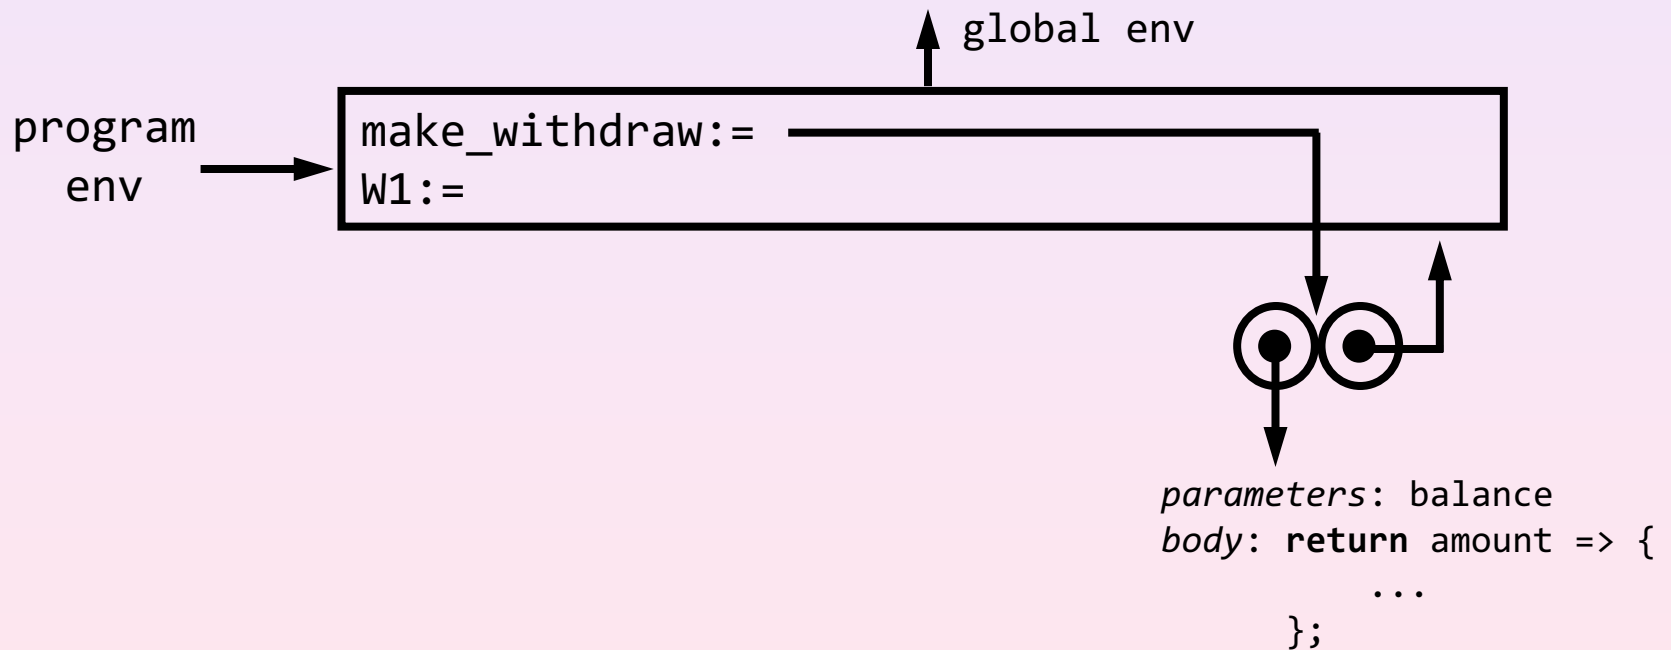 global env
program
env
make_withdraw:=
W1:=
parameters: balance
body: return amount => {
...
};